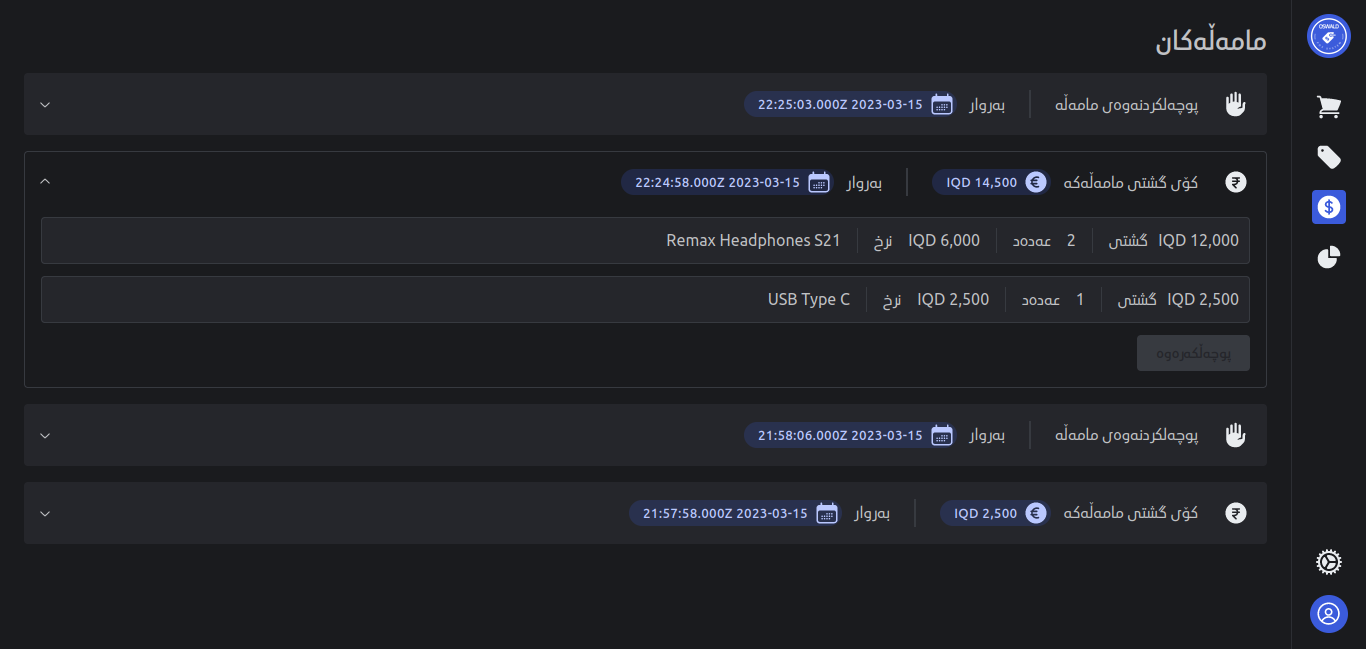 OSWALD
مامەڵەکان
پوچەلکردنەوەی مامەڵە بەروار 2023-03-15 22:25:03.000Z
کۆی گشتی مامەڵەکە IQD 14,500 بەروار 2023-03-15 22:24:58.000Z
IQD 12,000 گشتی 2 عەدەد IQD 6,000 نرخ Remax Headphones S21
IQD 2,500 گشتی 1 عەدەد IQD 2,500 نرخ USB Type C
پوچەڵکەرەوە
پوچەلکردنەوەی مامەڵە بەروار 2023-03-15 21:58:06.000Z
کۆی گشتی مامەڵەکە IQD 2,500 بەروار 2023-03-15 21:57:58.000Z